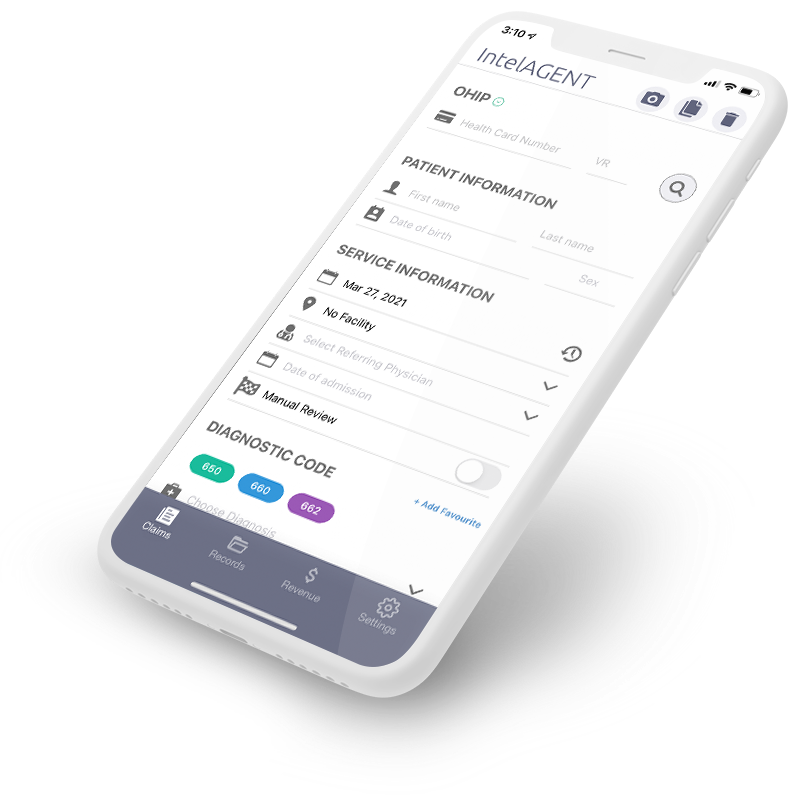 3:10
IntelAGENT
OHIP
Health Card Number VR
PATIENT INFORMATION
First name Last name
Date of birth Sex
SERVICE INFORMATION
Mar 27, 2021
No Facility
Select Referring Physician
Date of admission
Manual Review
DIAGNOSTIC CODE
650 660 662
+ Add Favourite
Choose Diagnosis
Claims Records Revenue Settings